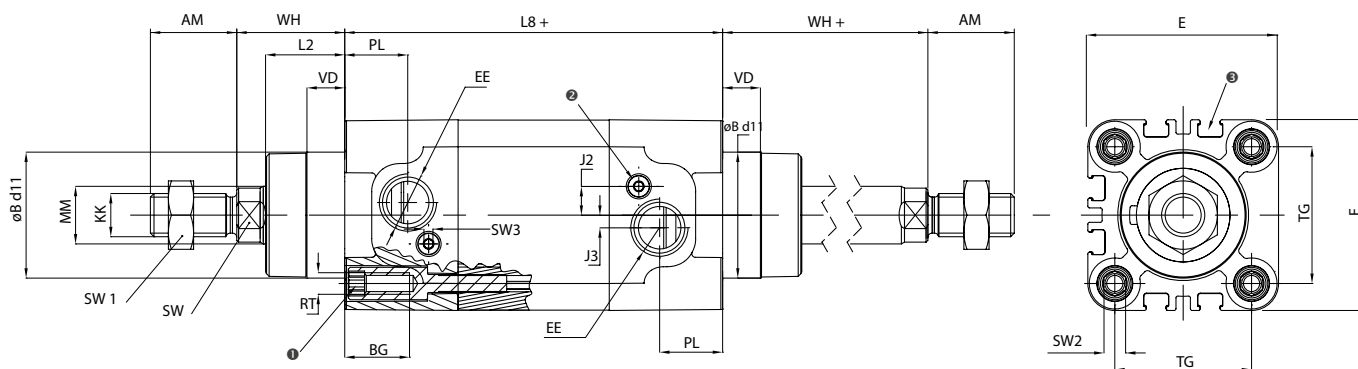 AM WH L8 + WH + AM E
L2 PL
VD EE ❷ VD ❸
øB d11
J2
øB d11 MM KK TG E
SW3
J3
SW 1 SW RT EE
❶ BG PL SW2 TG